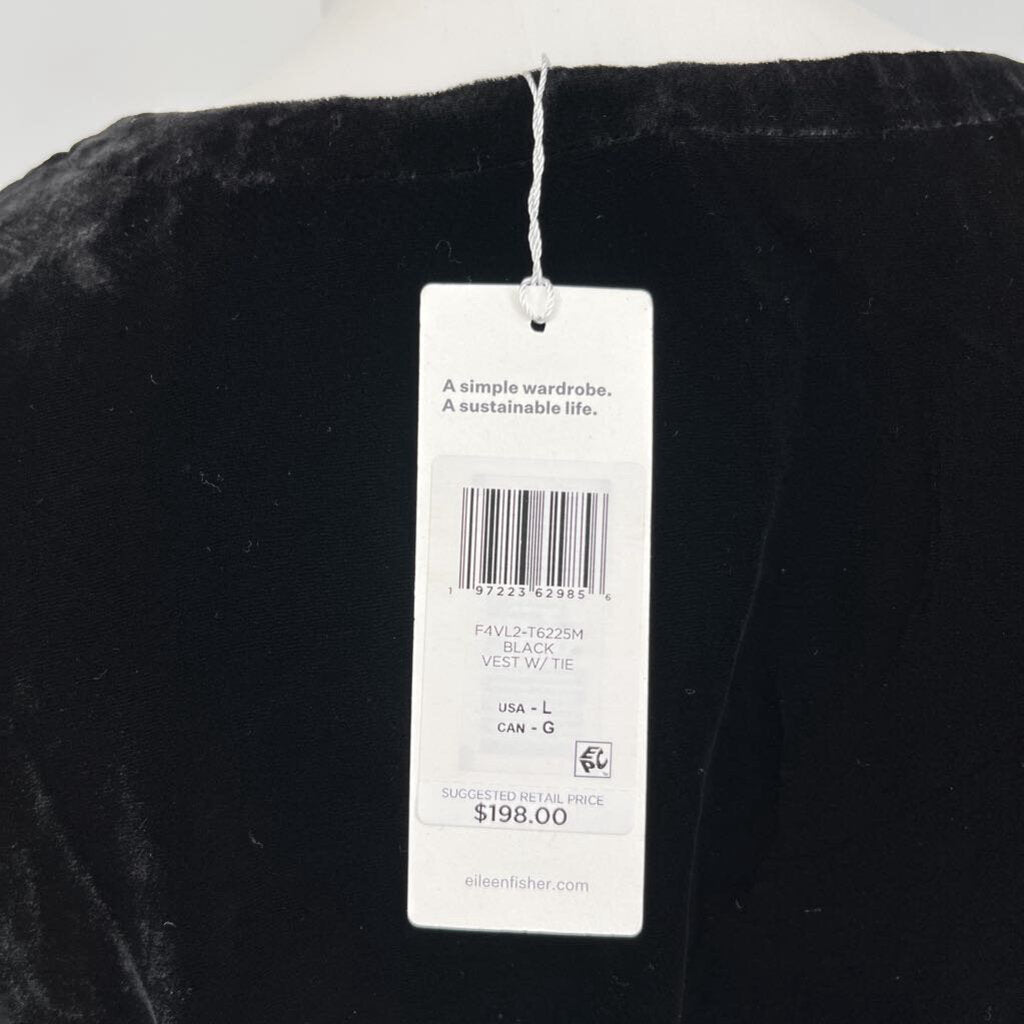 A simple wardrobe.
A sustainable life.
1 97223 62985 6
F4VL2-T6225M
BLACK
VEST W/ TIE
USA - L
CAN - G
EPC
SUGGESTED RETAIL PRICE
$198.00
eileenfisher.com